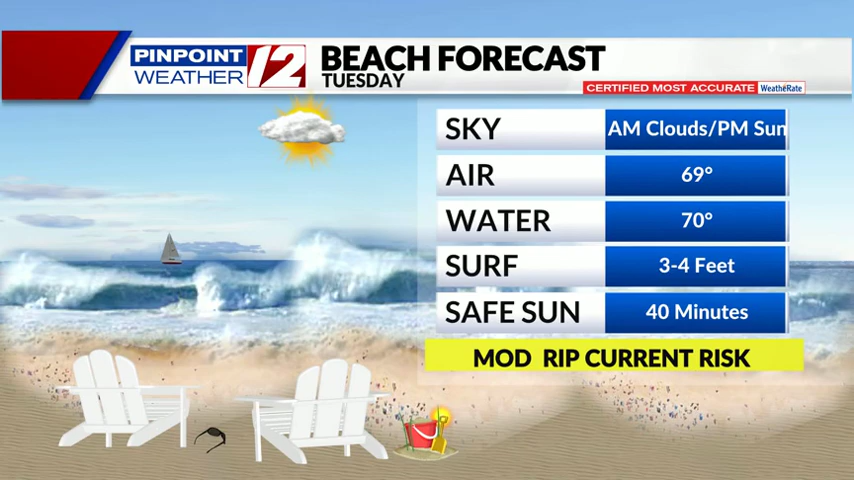 PINPOINT
WEATHER 12
BEACH FORECAST
TUESDAY
CERTIFIED MOST ACCURATE WeatheRate
SKY AM Clouds/PM Sun
AIR 69°
WATER 70°
SURF 3-4 Feet
SAFE SUN 40 Minutes
MOD RIP CURRENT RISK